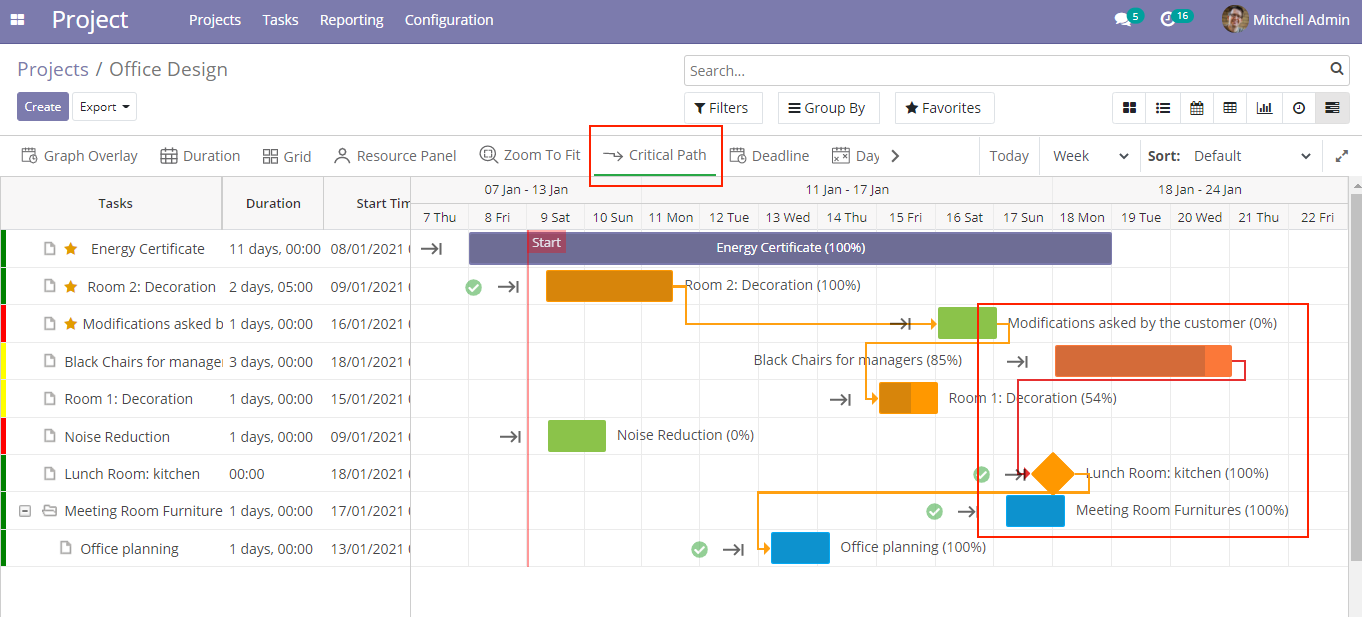 Project Projects Tasks Reporting Configuration 5 16 Mitchell Admin
Projects / Office Design Search...
Create Export Filters Group By Favorites
Graph Overlay Duration Grid Resource Panel Zoom To Fit Critical Path Deadline Day Today Week Sort: Default
Tasks Duration Start Tim 07 Jan - 13 Jan 11 Jan - 17 Jan 18 Jan - 24 Jan
7 Thu 8 Fri 9 Sat 10 Sun 11 Mon 12 Tue 13 Wed 14 Thu 15 Fri 16 Sat 17 Sun 18 Mon 19 Tue 20 Wed 21 Thu 22 Fri
Energy Certificate 11 days, 00:00 08/01/2021 Start Energy Certificate (100%)
Room 2: Decoration 2 days, 05:00 09/01/2021 Room 2: Decoration (100%)
Modifications asked b 1 days, 00:00 16/01/2021 Modifications asked by the customer (0%)
Black Chairs for manage 3 days, 00:00 18/01/2021 Black Chairs for managers (85%)
Room 1: Decoration 1 days, 00:00 15/01/2021 Room 1: Decoration (54%)
Noise Reduction 1 days, 00:00 09/01/2021 Noise Reduction (0%)
Lunch Room: kitchen 00:00 18/01/2021 Lunch Room: kitchen (100%)
Meeting Room Furniture 1 days, 00:00 17/01/2021 Meeting Room Furnitures (100%)
Office planning 1 days, 00:00 13/01/2021 Office planning (100%)